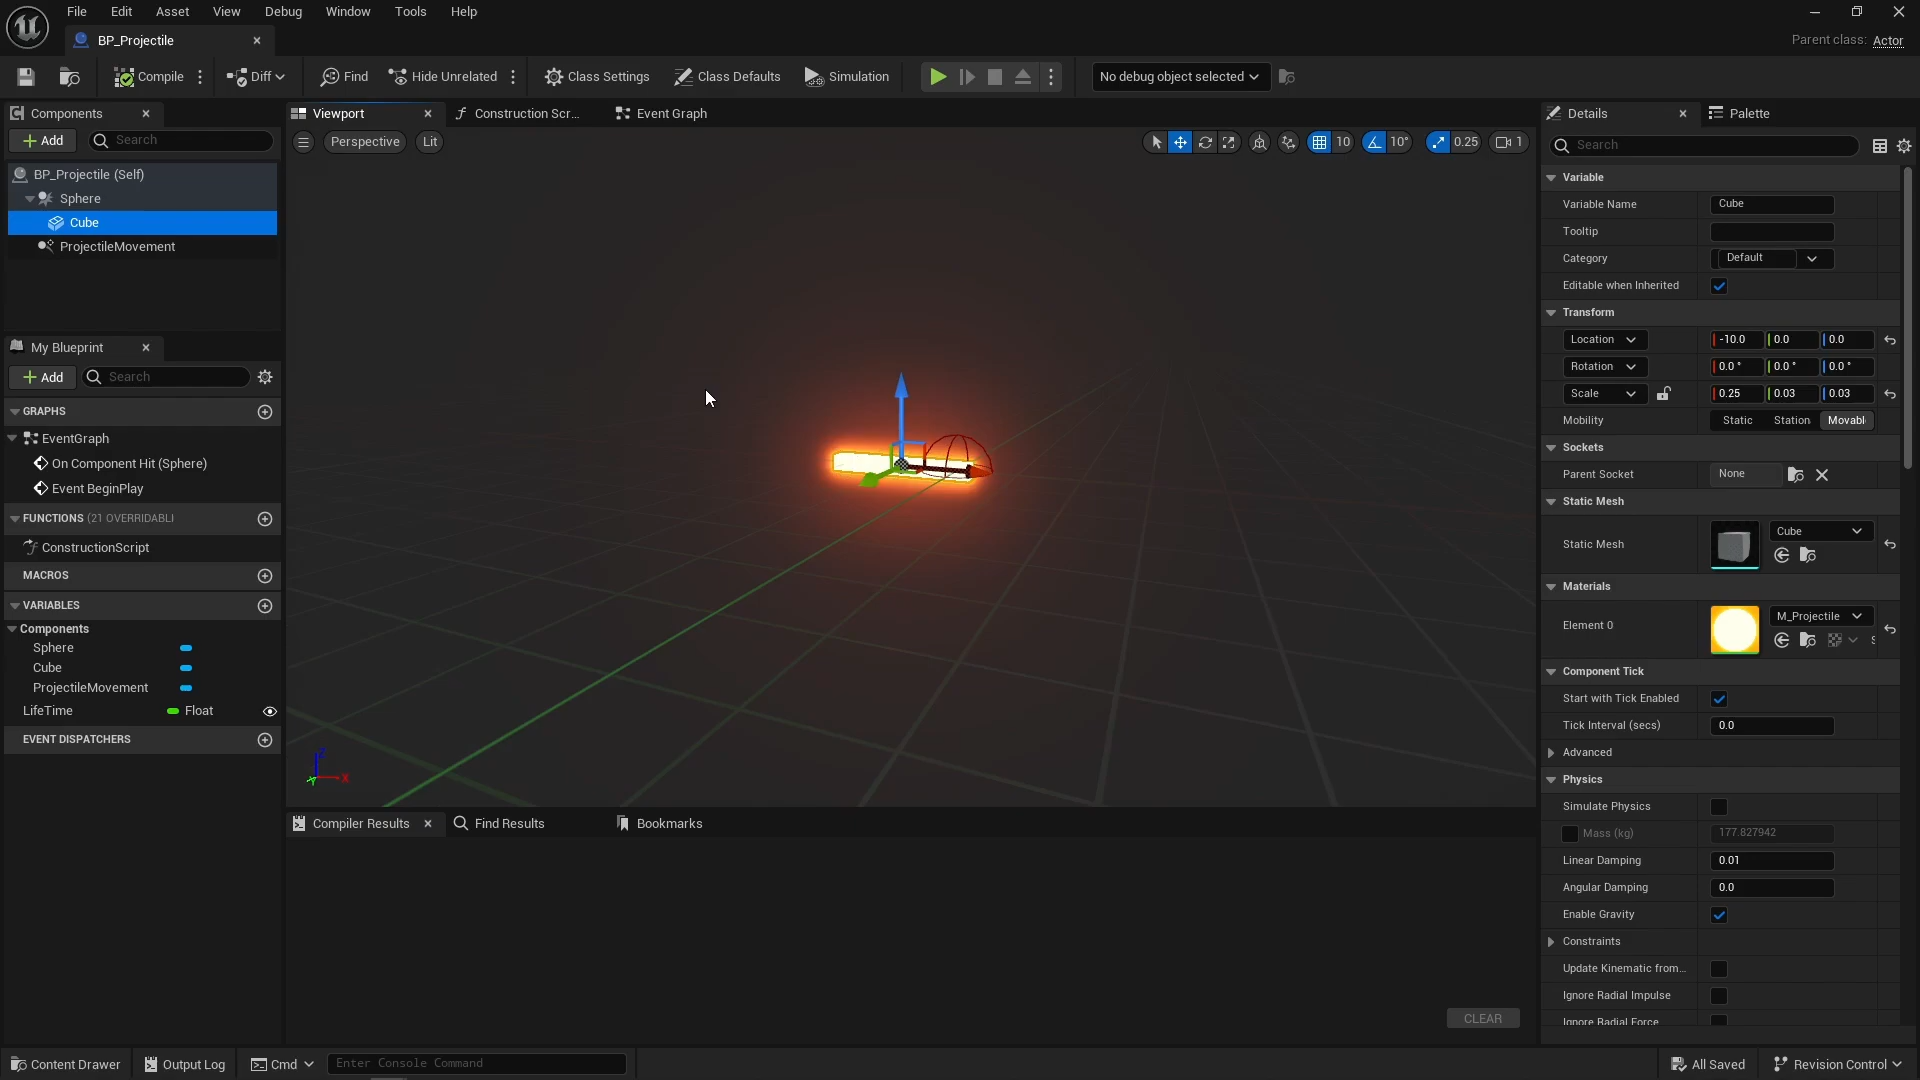 File Edit Asset View Debug Window Tools Help
BP_Projectile
Parent class: Actor
Compile Diff Find Hide Unrelated Class Settings Class Defaults Simulation No debug object selected
Components
Add Search
BP_Projectile (Self)
Sphere
Cube
ProjectileMovement
My Blueprint
Add Search
GRAPHS
EventGraph
On Component Hit (Sphere)
Event BeginPlay
FUNCTIONS (21 OVERRIDABLI
ConstructionScript
MACROS
VARIABLES
Components
Sphere
Cube
ProjectileMovement
LifeTime Float
EVENT DISPATCHERS
Viewport Construction Scr... Event Graph
Perspective Lit 10 10° 0.25 1
Z
X
Y
Compiler Results Find Results Bookmarks
CLEAR
Details Palette
Search
Variable
Variable Name Cube
Tooltip
Category Default
Editable when Inherited
Transform
Location -10.0 0.0 0.0
Rotation 0.0 ° 0.0 ° 0.0 °
Scale 0.25 0.03 0.03
Mobility Static Station Movabl
Sockets
Parent Socket None
Static Mesh
Static Mesh Cube
Materials
Element 0 M_Projectile
Component Tick
Start with Tick Enabled
Tick Interval (secs) 0.0
Advanced
Physics
Simulate Physics
Mass (kg) 177.827942
Linear Damping 0.01
Angular Damping 0.0
Enable Gravity
Constraints
Update Kinematic from...
Ignore Radial Impulse
Ignore Radial Force
Content Drawer Output Log Cmd Enter Console Command All Saved Revision Control